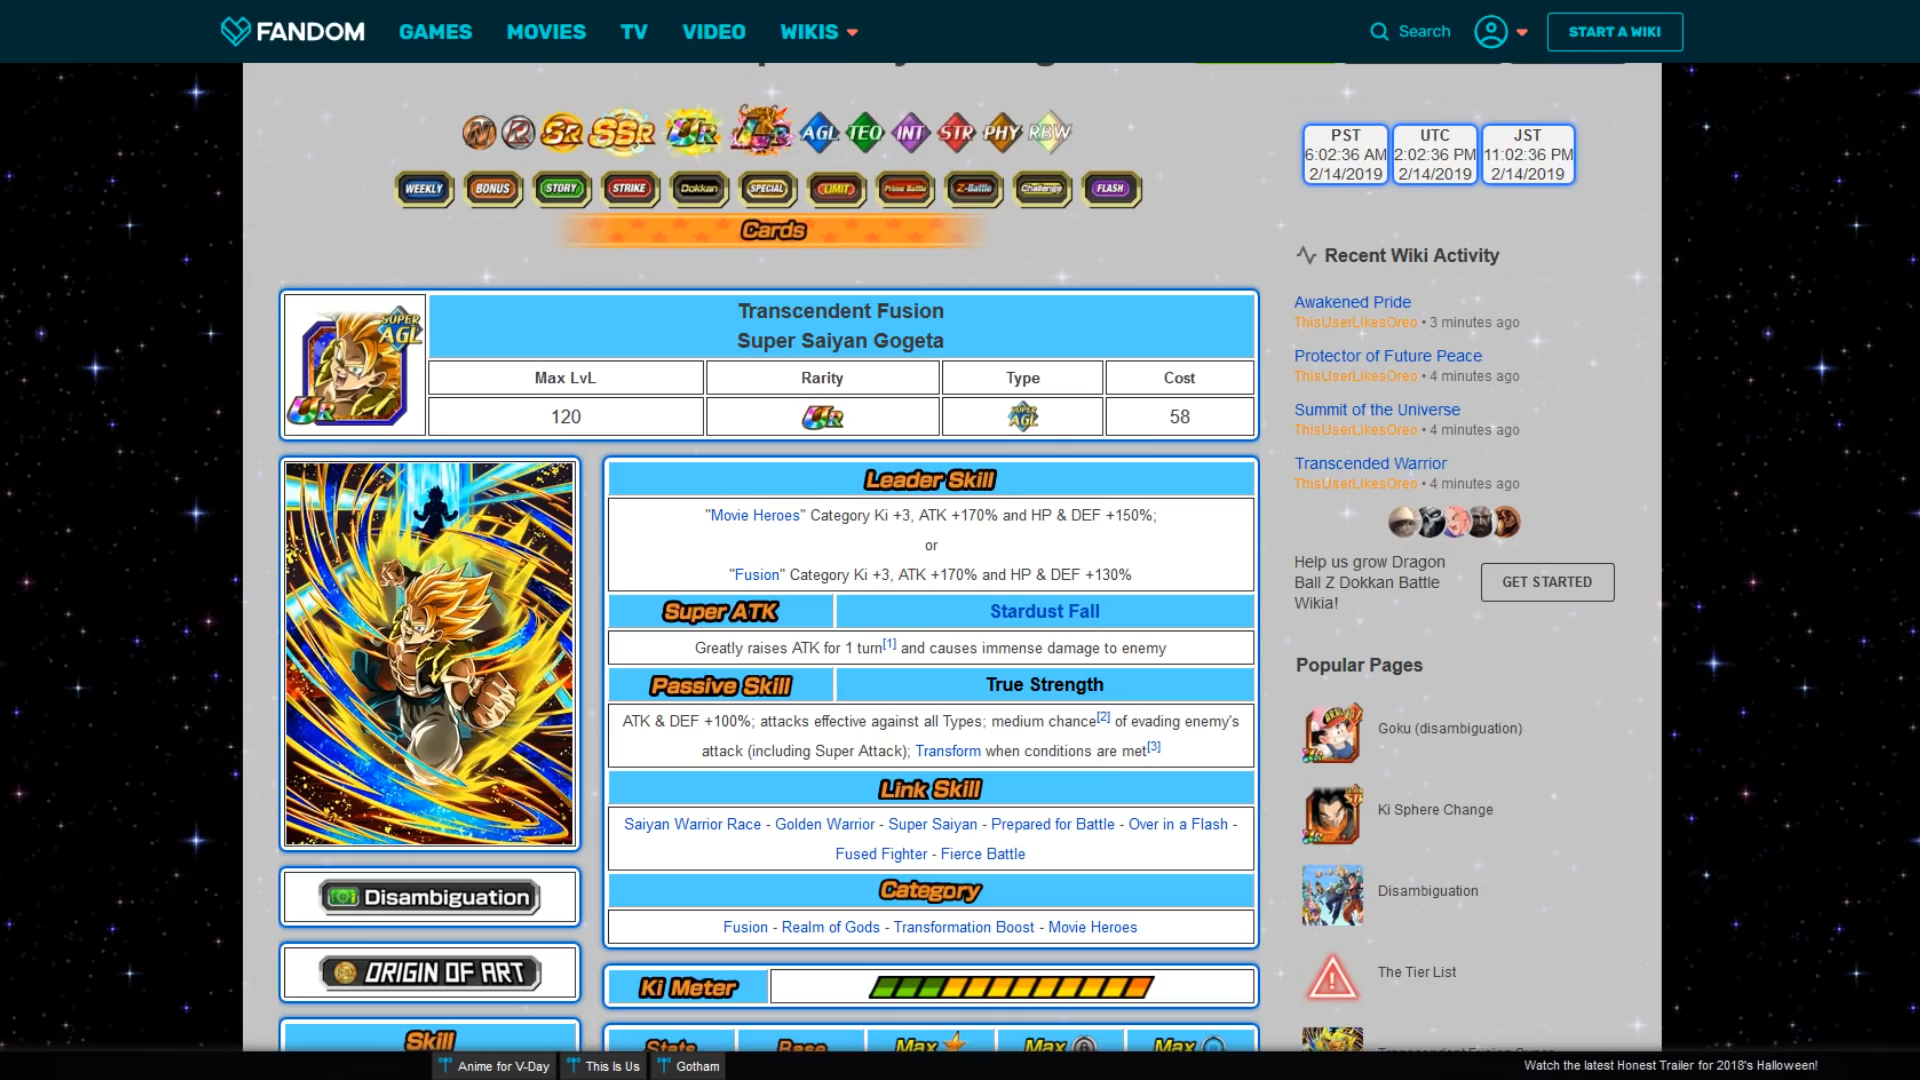 FANDOM GAMES MOVIES TV VIDEO WIKIS Search START A WIKI
N R SR SSR UR LR AGL TEQ INT STR PHY RBW
WEEKLY BONUS STORY STRIKE Dokkan SPECIAL LIMIT Prime Battle Z-Battle Challenge FLASH
Cards
PST UTC JST
6:02:36 AM 2:02:36 PM 11:02:36 PM
2/14/2019 2/14/2019 2/14/2019
Transcendent Fusion
Super Saiyan Gogeta
SUPER AGL
UR
Max LvL Rarity Type Cost
120 UR SUPER AGL 58
Leader Skill
"Movie Heroes" Category Ki +3, ATK +170% and HP & DEF +150%;
or
"Fusion" Category Ki +3, ATK +170% and HP & DEF +130%
Super ATK Stardust Fall
Greatly raises ATK for 1 turn[1] and causes immense damage to enemy
Passive Skill True Strength
ATK & DEF +100%; attacks effective against all Types; medium chance[2] of evading enemy's
attack (including Super Attack); Transform when conditions are met[3]
Link Skill
Saiyan Warrior Race - Golden Warrior - Super Saiyan - Prepared for Battle - Over in a Flash -
Fused Fighter - Fierce Battle
Category
Fusion - Realm of Gods - Transformation Boost - Movie Heroes
Ki Meter
Disambiguation
ORIGIN OF ART
Skill
Stats Base Max Max Max
Recent Wiki Activity
Awakened Pride
ThisUserLikesOreo • 3 minutes ago
Protector of Future Peace
ThisUserLikesOreo • 4 minutes ago
Summit of the Universe
ThisUserLikesOreo • 4 minutes ago
Transcended Warrior
ThisUserLikesOreo • 4 minutes ago
Help us grow Dragon
Ball Z Dokkan Battle
Wikia!
GET STARTED
Popular Pages
Goku (disambiguation)
Ki Sphere Change
Disambiguation
The Tier List
Anime for V-Day This Is Us Gotham
Watch the latest Honest Trailer for 2018's Halloween!